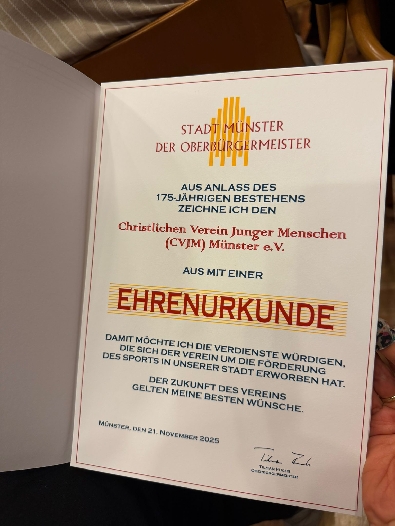 STADT MÜNSTER
DER OBERBÜRGERMEISTER
AUS ANLASS DES
175-JÄHRIGEN BESTEHENS
ZEICHNE ICH DEN
Christlichen Verein Junger Menschen
(CVJM) Münster e.V.
AUS MIT EINER
EHRENURKUNDE
DAMIT MÖCHTE ICH DIE VERDIENSTE WÜRDIGEN,
DIE SICH DER VEREIN UM DIE FÖRDERUNG
DES SPORTS IN UNSERER STADT ERWORBEN HAT.
DER ZUKUNFT DES VEREINS
GELTEN MEINE BESTEN WÜNSCHE.
MÜNSTER, DEN 21. NOVEMBER 2025
OBERBÜRGERMEISTER